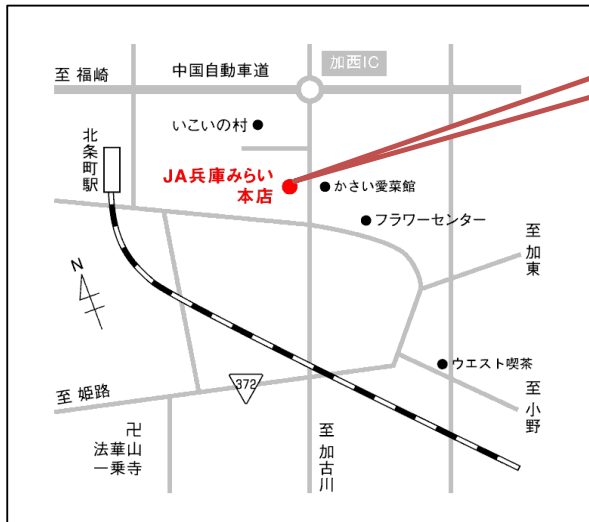 加西IC
中国自動車道
至 福崎
いこいの村
北条町駅
JA兵庫みらい
本店
かさい愛菜館
フラワーセンター
至 加東
N
ウエスト喫茶
372
至 姫路
至 小野
卍
法華山
一乗寺
至 加古川